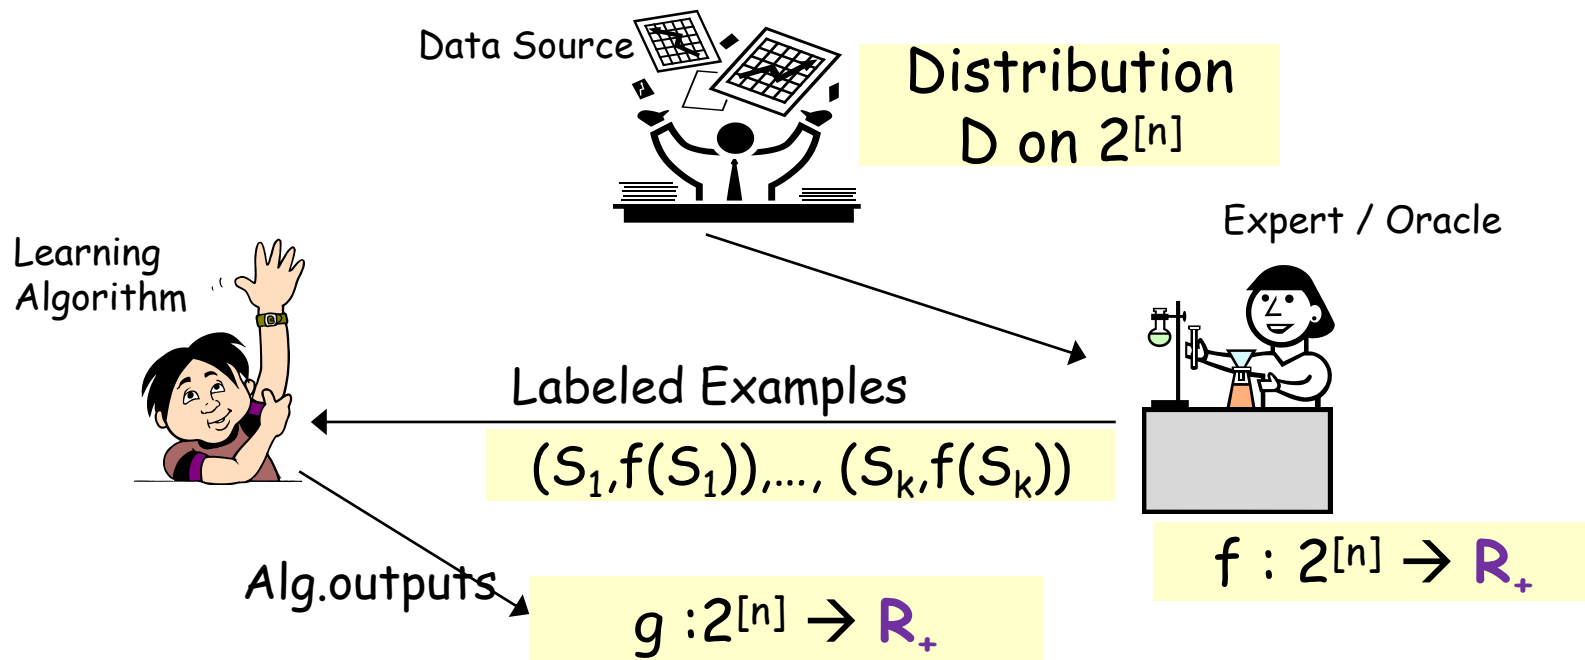 Data Source
Distribution
D on 2^[n]
Expert / Oracle
Learning
Algorithm
Labeled Examples
(S₁,f(S₁)),..., (Sₖ,f(Sₖ))
f : 2^[n] → R₊
Alg.outputs
g :2^[n] → R₊